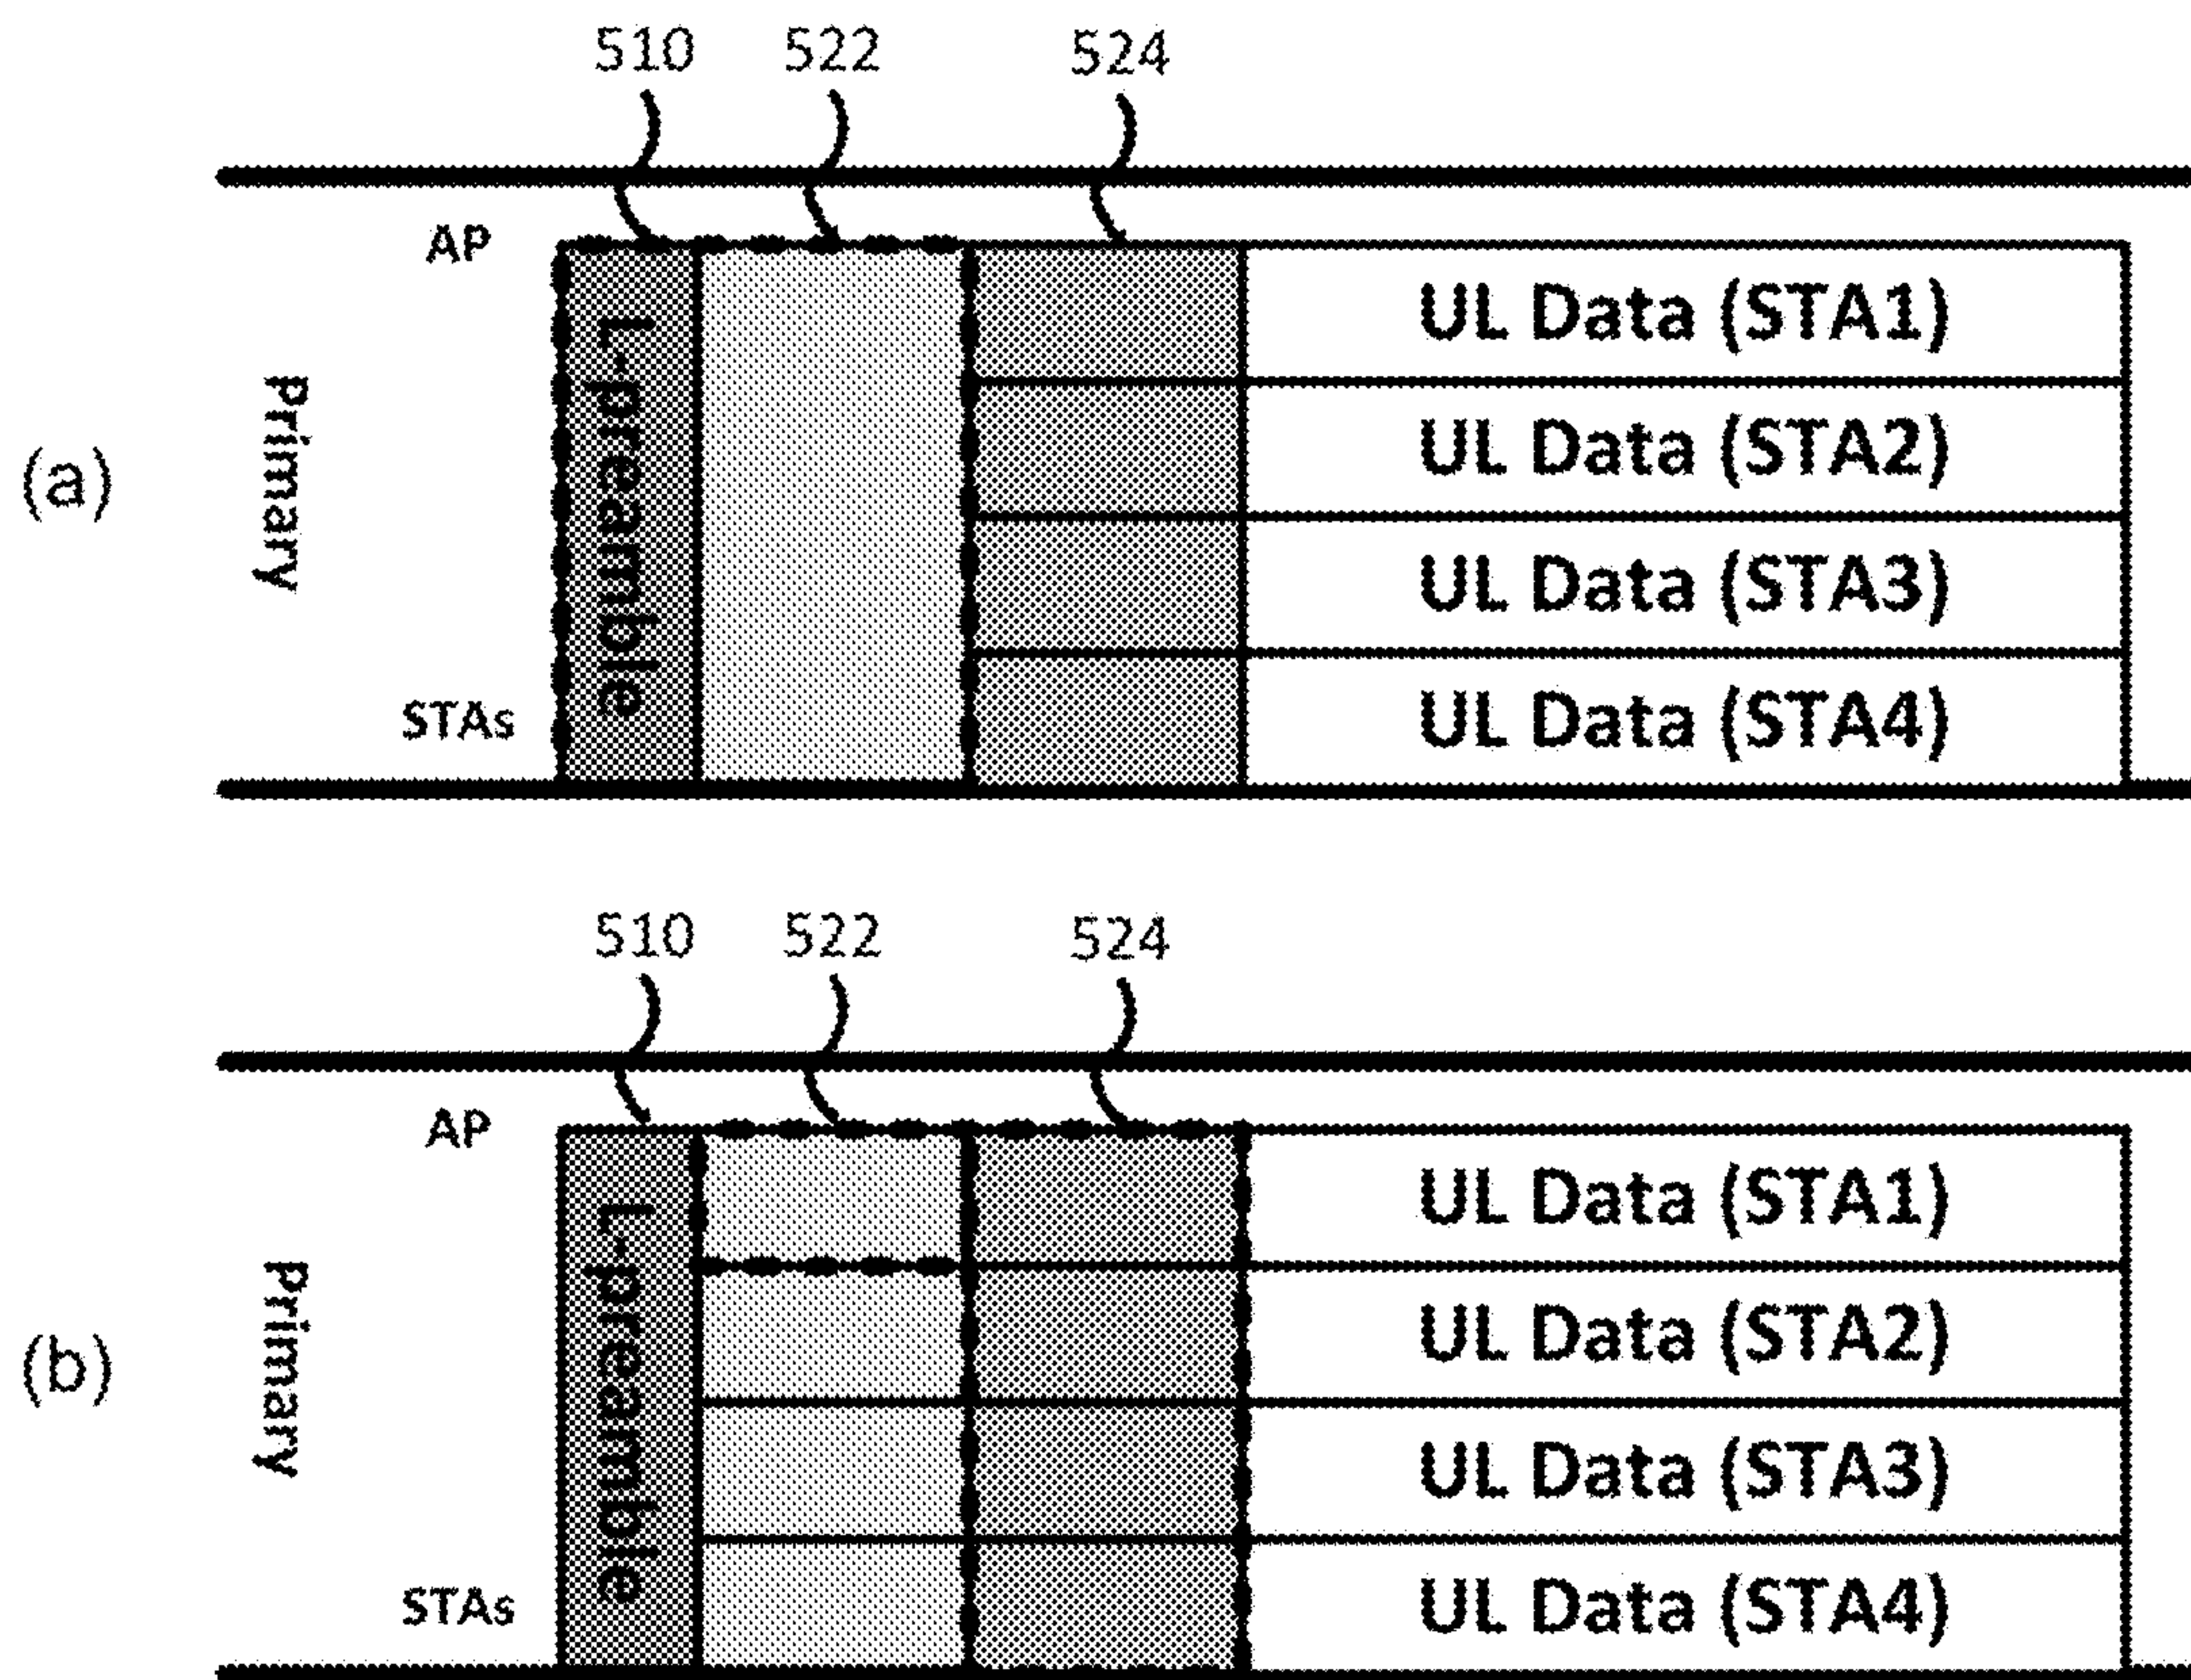 510 522 524
AP
L-preamble
UL Data (STA1)
UL Data (STA2)
(a)
Primary
UL Data (STA3)
STAs
UL Data (STA4)
510 522 524
AP
L-preamble
UL Data (STA1)
UL Data (STA2)
(b)
Primary
UL Data (STA3)
STAs
UL Data (STA4)